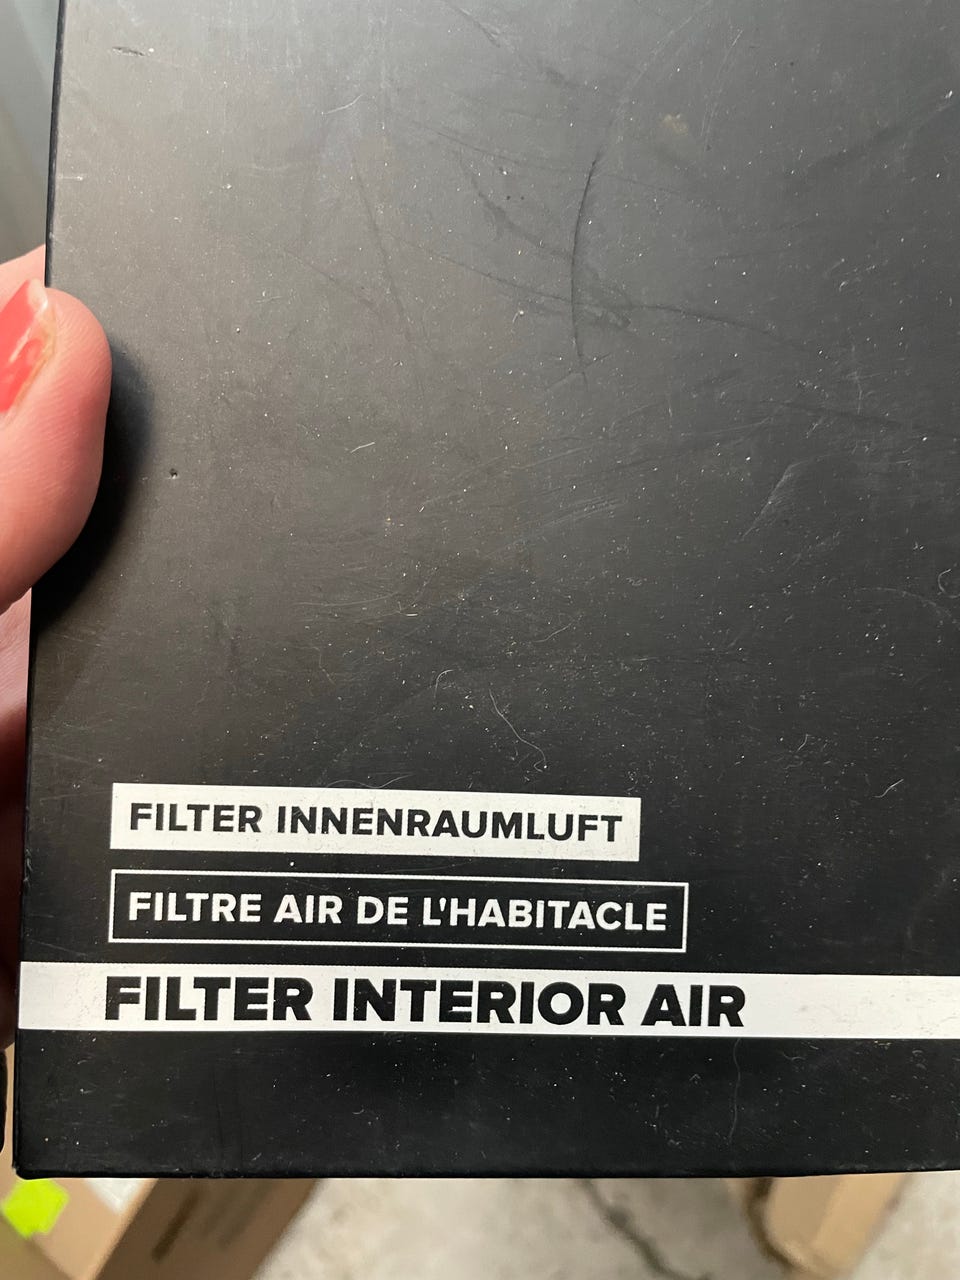 FILTER INNENRAUMLUFT
FILTRE AIR DE L'HABITACLE
FILTER INTERIOR AIR